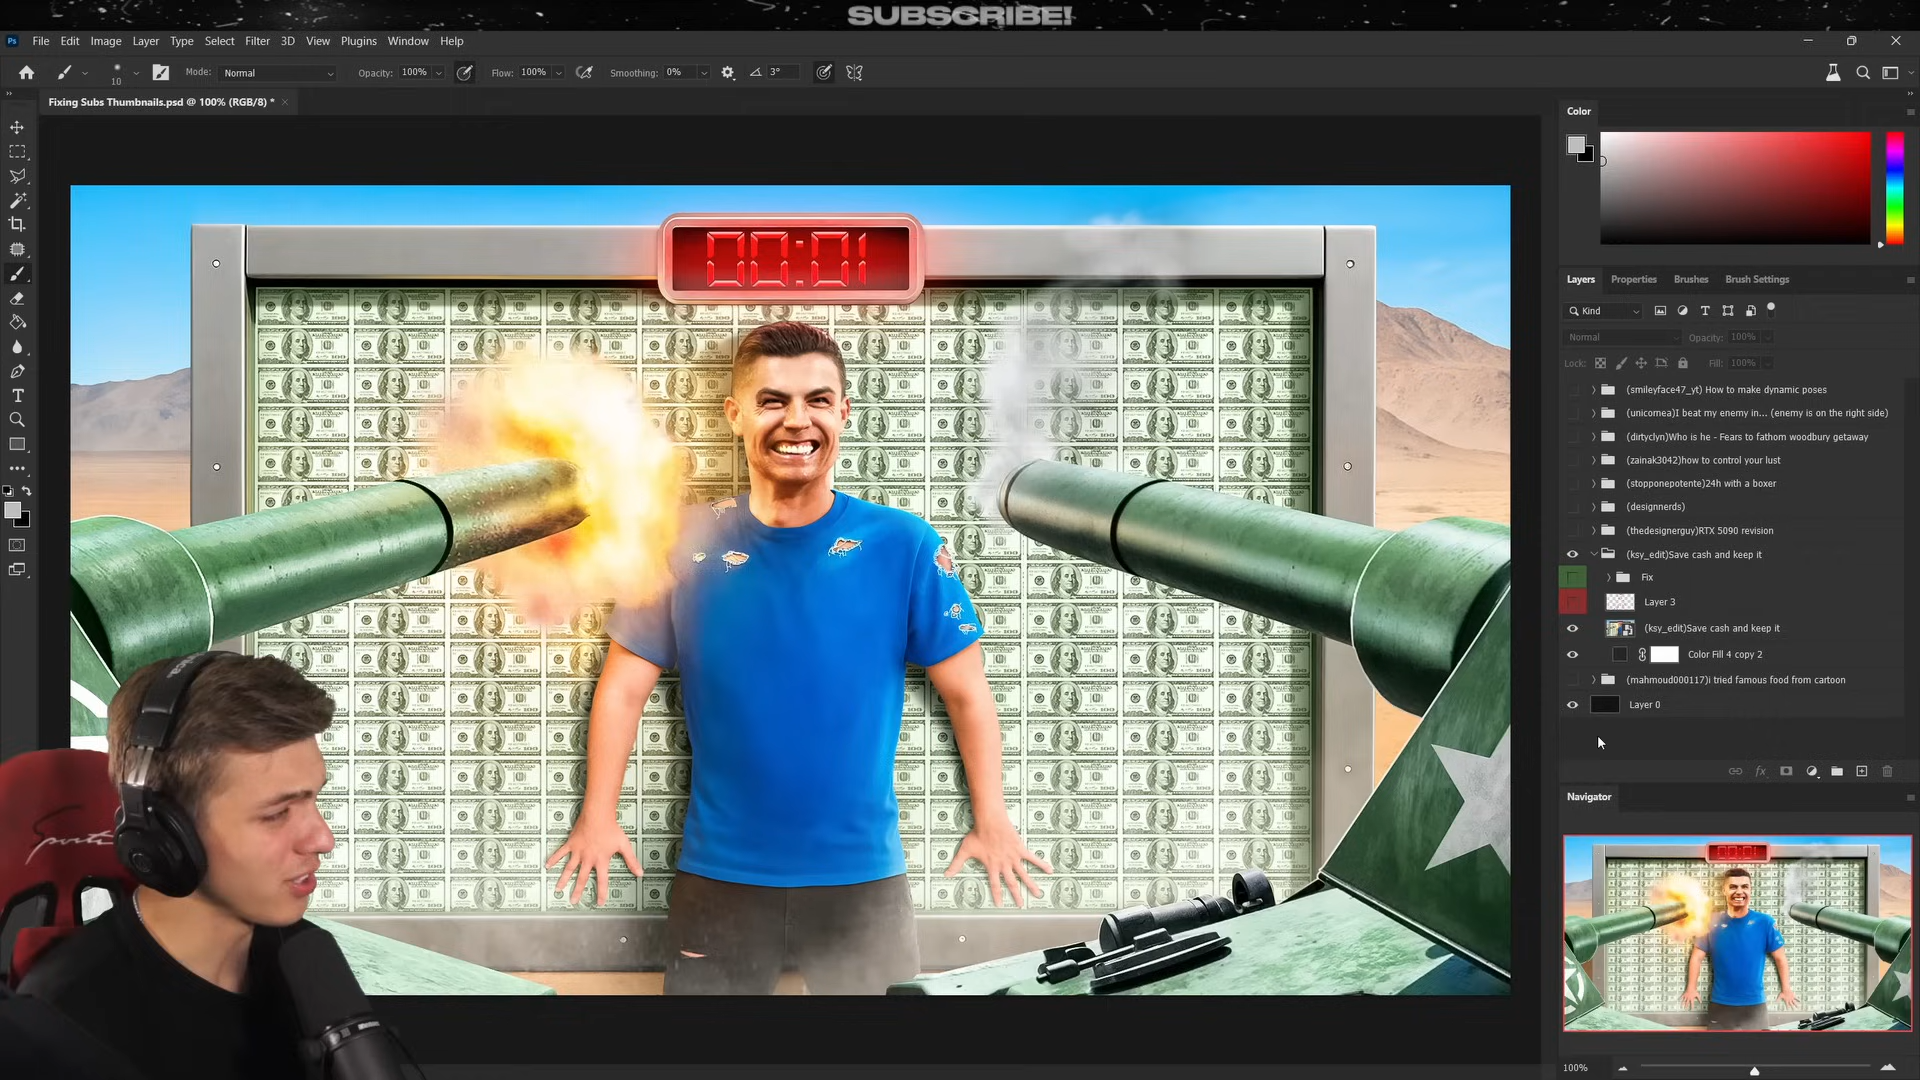 SUBSCRIBE!
Ps File Edit Image Layer Type Select Filter 3D View Plugins Window Help
10 Mode: Normal Opacity: 100% Flow: 100% Smoothing: 0% 3°
Fixing Subs Thumbnails.psd @ 100% (RGB/8) *
Color
00:01
Layers Properties Brushes Brush Settings
Kind
Normal Opacity: 100%
Lock: Fill: 100%
(smileyface47_yt) How to make dynamic poses
(unicornea)I beat my enemy in... (enemy is on the right side)
(dirtyclyn)Who is he - Fears to fathom woodbury getaway
(zainak3042)how to control your lust
(stopponepotente)24h with a boxer
(designnerds)
(thedesignerguy)RTX 5090 revision
(ksy_edit)Save cash and keep it
Fix
Layer 3
(ksy_edit)Save cash and keep it
Color Fill 4 copy 2
(mahmoud000117)i tried famous food from cartoon
Layer 0
Navigator
100%